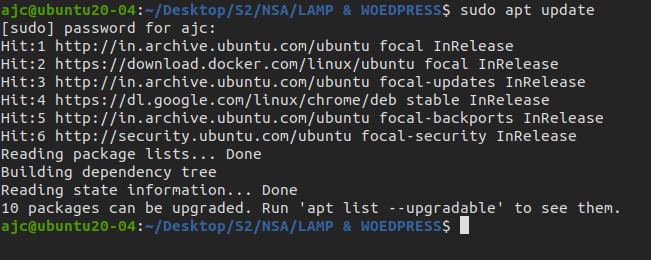 ajc@ubuntu20-04:~/Desktop/S2/NSA/LAMP & WOEDPRESS$ sudo apt update
[sudo] password for ajc:
Hit:1 http://in.archive.ubuntu.com/ubuntu focal InRelease
Hit:2 https://download.docker.com/linux/ubuntu focal InRelease
Hit:3 http://in.archive.ubuntu.com/ubuntu focal-updates InRelease
Hit:4 https://dl.google.com/linux/chrome/deb stable InRelease
Hit:5 http://in.archive.ubuntu.com/ubuntu focal-backports InRelease
Hit:6 http://security.ubuntu.com/ubuntu focal-security InRelease
Reading package lists... Done
Building dependency tree
Reading state information... Done
10 packages can be upgraded. Run 'apt list --upgradable' to see them.
ajc@ubuntu20-04:~/Desktop/S2/NSA/LAMP & WOEDPRESS$